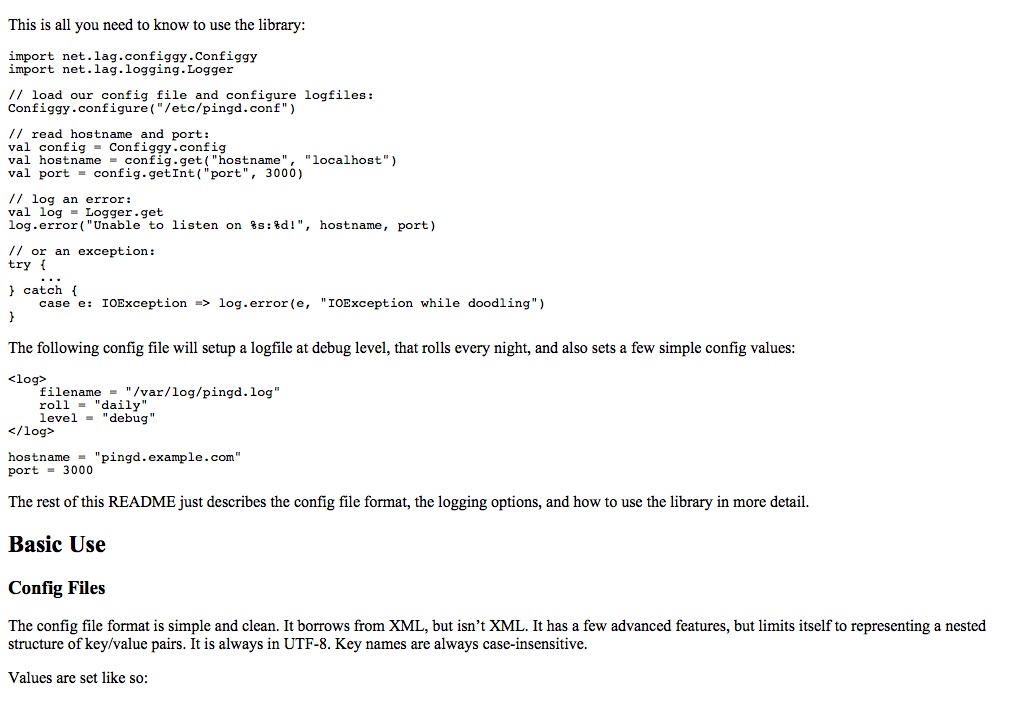 This is all you need to know to use the library:
import net.lag.configgy.Configgy
import net.lag.logging.Logger
// load our config file and configure logfiles:
Configgy.configure("/etc/pingd.conf")
// read hostname and port:
val config = Configgy.config
val hostname = config.get("hostname", "localhost")
val port = config.getInt("port", 3000)
// log an error:
val log = Logger.get
log.error("Unable to listen on %s:%d!", hostname, port)
// or an exception:
try {
    ...
} catch {
    case e: IOException => log.error(e, "IOException while doodling")
}
The following config file will setup a logfile at debug level, that rolls every night, and also sets a few simple config values:
<log>
    filename = "/var/log/pingd.log"
    roll = "daily"
    level = "debug"
</log>
hostname = "pingd.example.com"
port = 3000
The rest of this README just describes the config file format, the logging options, and how to use the library in more detail.
Basic Use
Config Files
The config file format is simple and clean. It borrows from XML, but isn’t XML. It has a few advanced features, but limits itself to representing a nested
structure of key/value pairs. It is always in UTF-8. Key names are always case-insensitive.
Values are set like so: